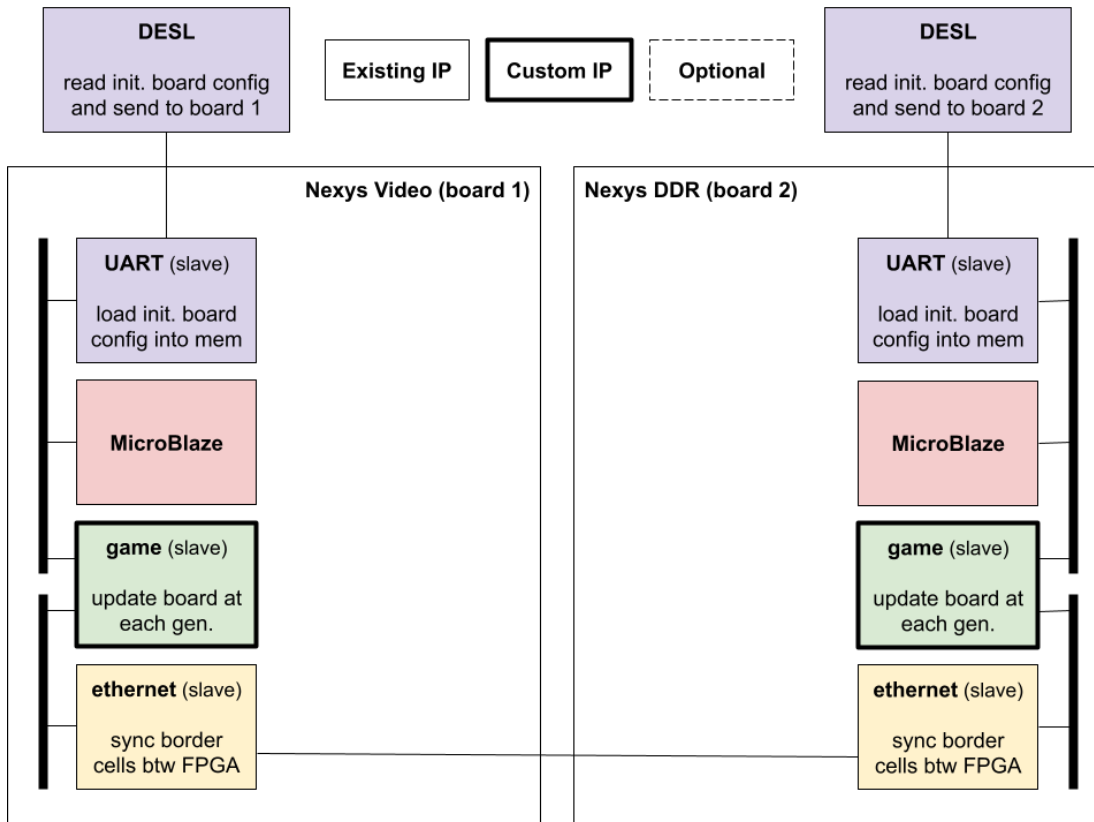 DESL
read init. board config
and send to board 1
Existing IP
Custom IP
Optional
DESL
read init. board config
and send to board 2
Nexys Video (board 1)
UART (slave)
load init. board
config into mem
MicroBlaze
game (slave)
update board at
each gen.
ethernet (slave)
sync border
cells btw FPGA
Nexys DDR (board 2)
UART (slave)
load init. board
config into mem
MicroBlaze
game (slave)
update board at
each gen.
ethernet (slave)
sync border
cells btw FPGA